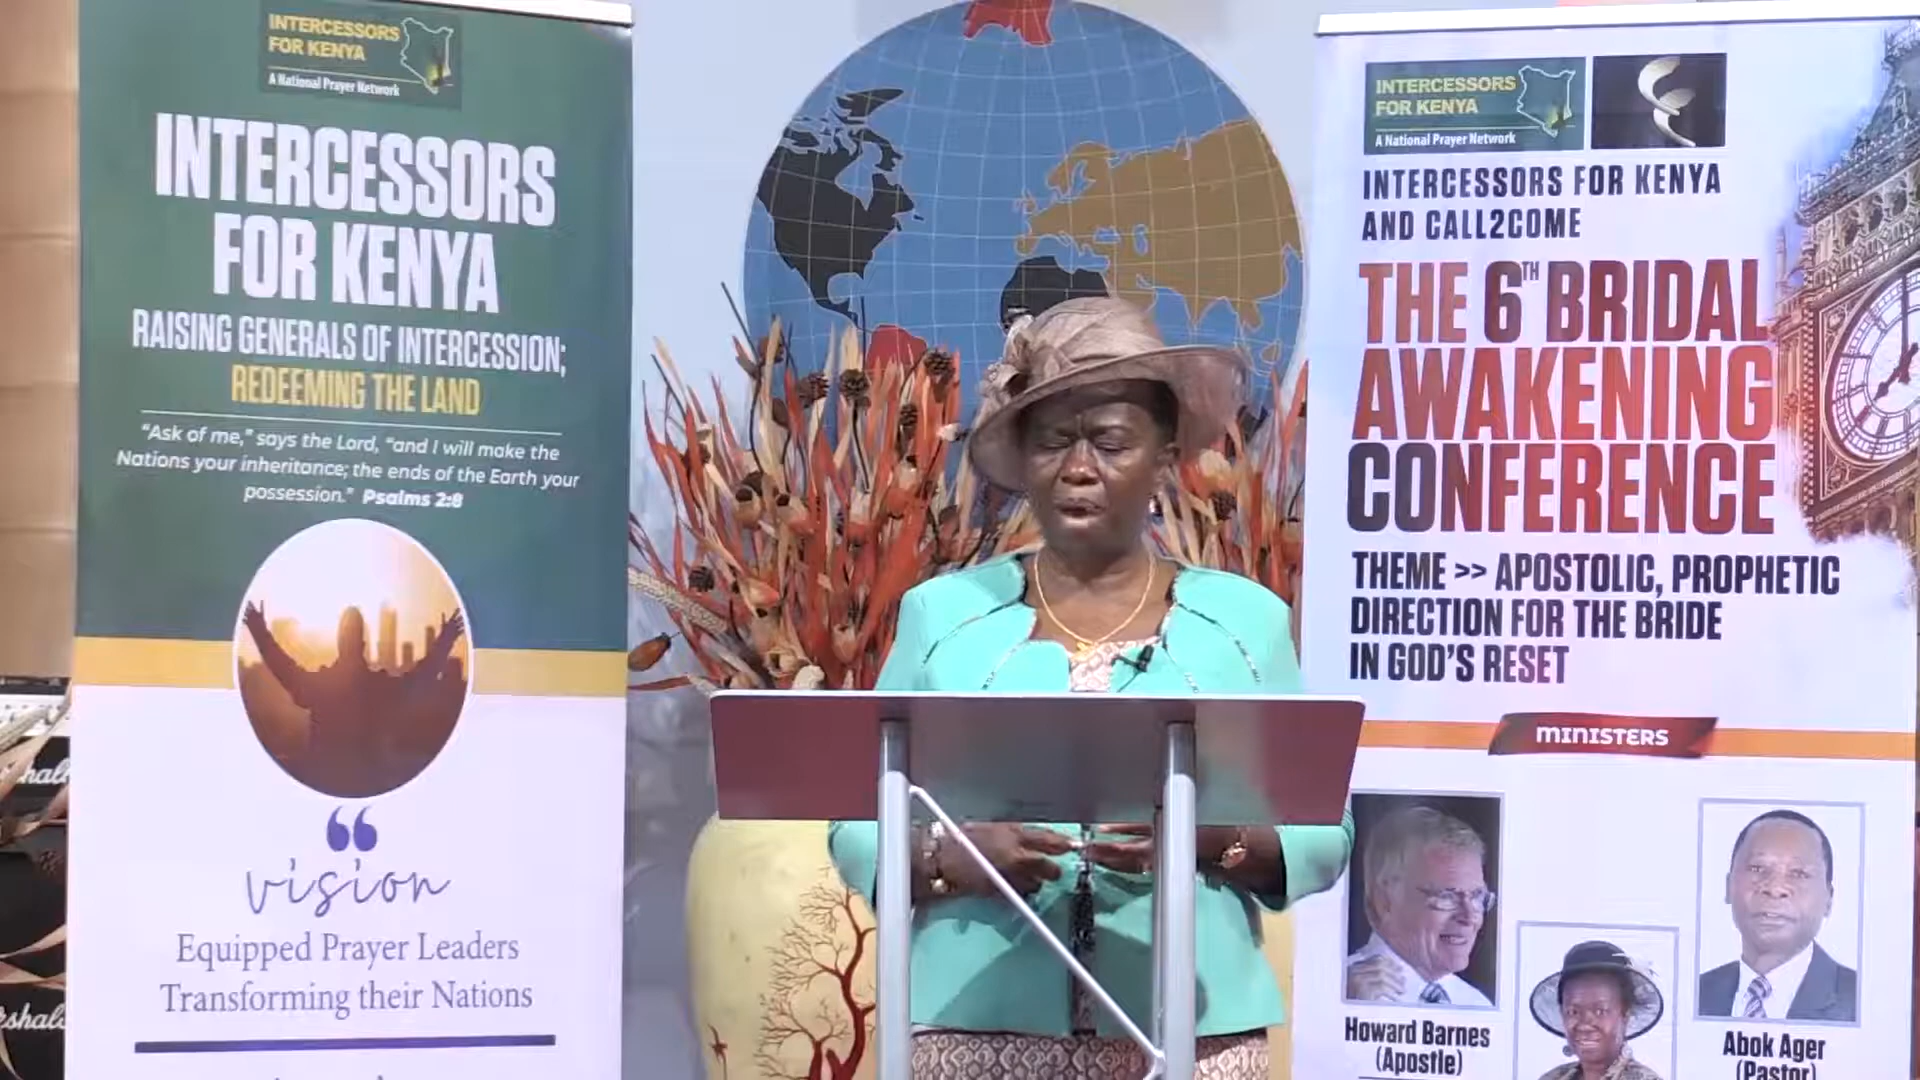 INTERCESSORS
FOR KENYA
A National Prayer Network
INTERCESSORS
FOR KENYA
RAISING GENERALS OF INTERCESSION;
REDEEMING THE LAND
“Ask of me,” says the Lord, “and I will make the
Nations your inheritance; the ends of the Earth your
possession.” Psalms 2:8
vision
Equipped Prayer Leaders
Transforming their Nations
INTERCESSORS
FOR KENYA
A National Prayer Network
INTERCESSORS FOR KENYA
AND CALL2COME
THE 6TH BRIDAL
AWAKENING
CONFERENCE
THEME >> APOSTOLIC, PROPHETIC
DIRECTION FOR THE BRIDE
IN GOD'S RESET
MINISTERS
Howard Barnes
(Apostle)
Abok Ager
(Pastor)